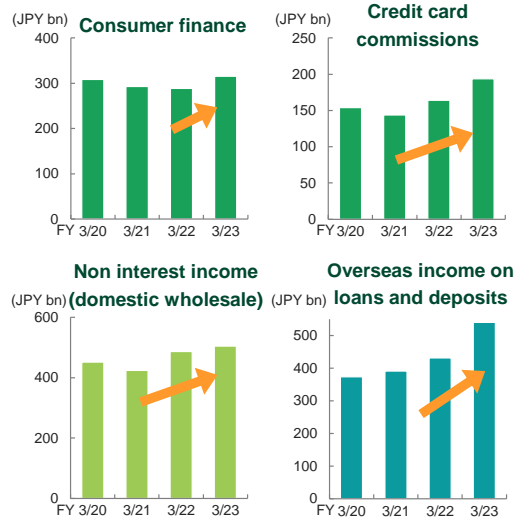 (JPY bn)
Consumer finance
400
300
200
100
0
FY 3/20 3/21 3/22 3/23
Credit card
commissions
(JPY bn)
250
200
150
100
50
0
FY 3/20 3/21 3/22 3/23
Non interest income
(JPY bn) (domestic wholesale)
600
400
200
0
FY 3/20 3/21 3/22 3/23
Overseas income on
(JPY bn) loans and deposits
500
400
300
200
100
0
FY 3/20 3/21 3/22 3/23